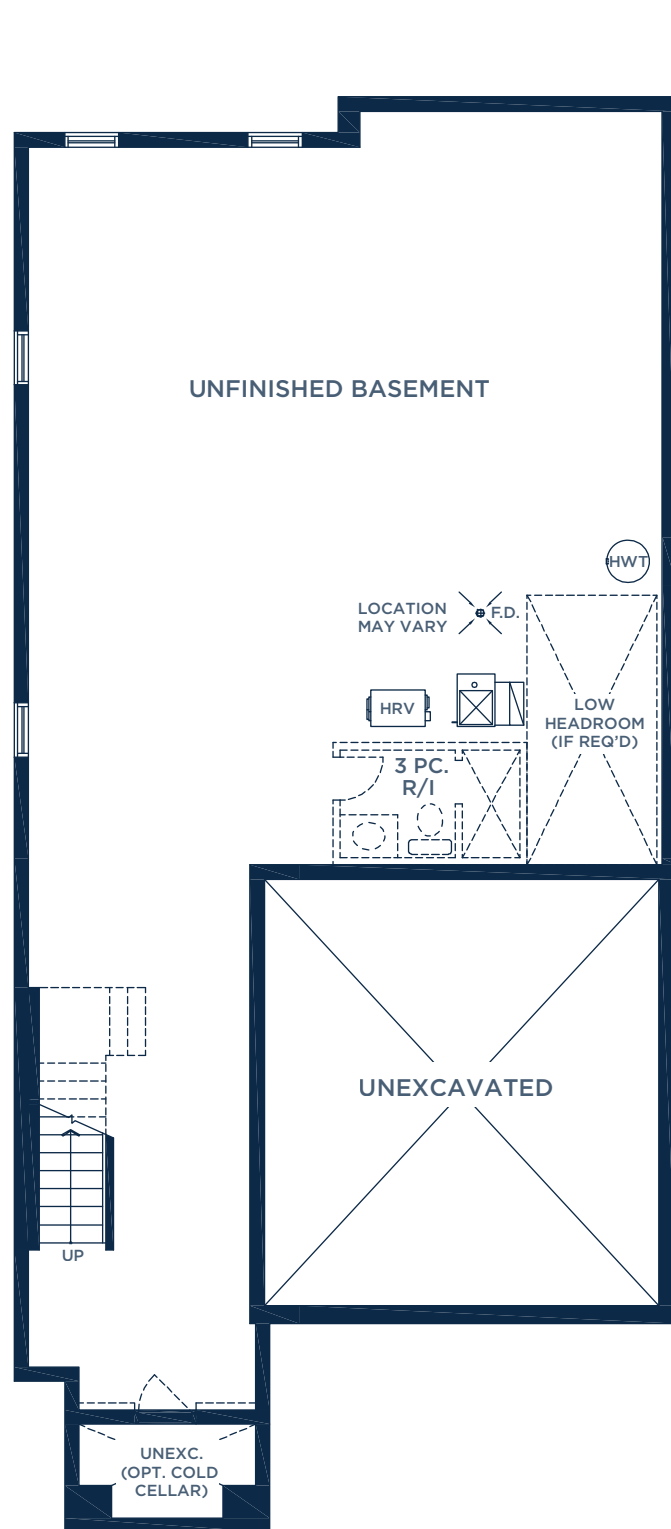 UNFINISHED BASEMENT
HWT
LOCATION
MAY VARY
F.D.
HRV
LOW
HEADROOM
(IF REQ'D)
3 PC.
R/I
UNEXCAVATED
UP
UNEXC.
(OPT. COLD
CELLAR)